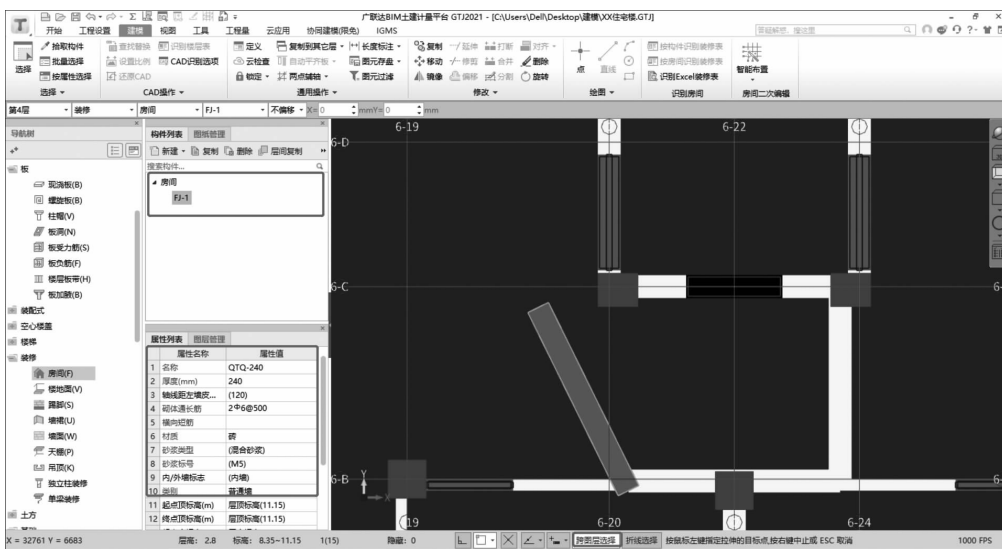 广联达BIM土建计量平台 GTJ2021 - [C:\Users\Dell\Desktop\建模\XX住宅楼.GTJ]
开始 工程设置 建模 视图 工具 工程量 云应用 协同建模(限免) IGMS
选择 拾取构件 批量选择 按属性选择
查找替换 设置比例 还原CAD
识别楼层表 CAD识别选项
定义 云检查 锁定
复制到其它层 自动平齐板 两点辅轴
长度标注 图元存盘 图元过滤
复制 延伸 打断 对齐
移动 修剪 合并 删除
镜像 偏移 分割 旋转
点 直线
按构件识别装修表
按房间识别装修表
识别Excel装修表
智能布置
选择 CAD操作 通用操作 修改 绘图 识别房间 房间二次编辑
第4层 装修 房间 FJ-1 不偏移 X= 0 mmY= 0 mm
导航树
板
现浇板(B)
螺旋板(B)
柱帽(V)
板洞(N)
板受力筋(S)
板负筋(F)
楼层板带(H)
板加腋(B)
装配式
空心楼盖
楼梯
装修
房间(F)
楼地面(V)
踢脚(S)
墙裙(U)
墙面(W)
天棚(P)
吊顶(K)
独立柱装修
单梁装修
土方
构件列表 图纸管理
新建 复制 删除 层间复制
搜索构件...
房间
FJ-1
属性列表 图层管理
属性名称 属性值
1 名称 QTQ-240
2 厚度(mm) 240
3 轴线距左墙皮... (120)
4 砌体通长筋 2Φ6@500
5 横向短筋
6 材质 砖
7 砂浆类型 (混合砂浆)
8 砂浆标号 (M5)
9 内/外墙标志 (内墙)
10 类别 普通墙
11 起点顶标高(m) 层顶标高(11.15)
12 终点顶标高(m) 层顶标高(11.15)
6-19 6-22
6-D
6-C
6-B
Y
X
19 6-20 6-24
X = 32761 Y = 6683 层高: 2.8 标高: 8.35~11.15 1(15) 隐藏: 0 跨图层选择 折线选择 按鼠标左键指定拉伸的目标点,按右键中止或 ESC 取消 1000 FPS